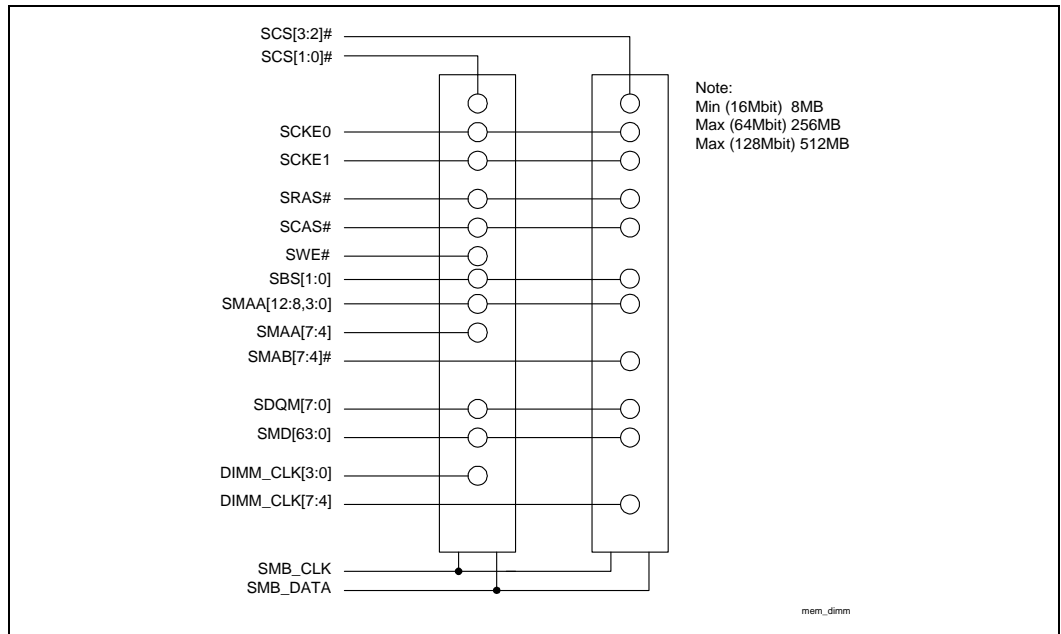 SCS[3:2]#
SCS[1:0]#
Note:
Min (16Mbit)  8MB
Max (64Mbit) 256MB
Max (128Mbit) 512MB
SCKE0
SCKE1
SRAS#
SCAS#
SWE#
SBS[1:0]
SMAA[12:8,3:0]
SMAA[7:4]
SMAB[7:4]#
SDQM[7:0]
SMD[63:0]
DIMM_CLK[3:0]
DIMM_CLK[7:4]
SMB_CLK
SMB_DATA
mem_dimm